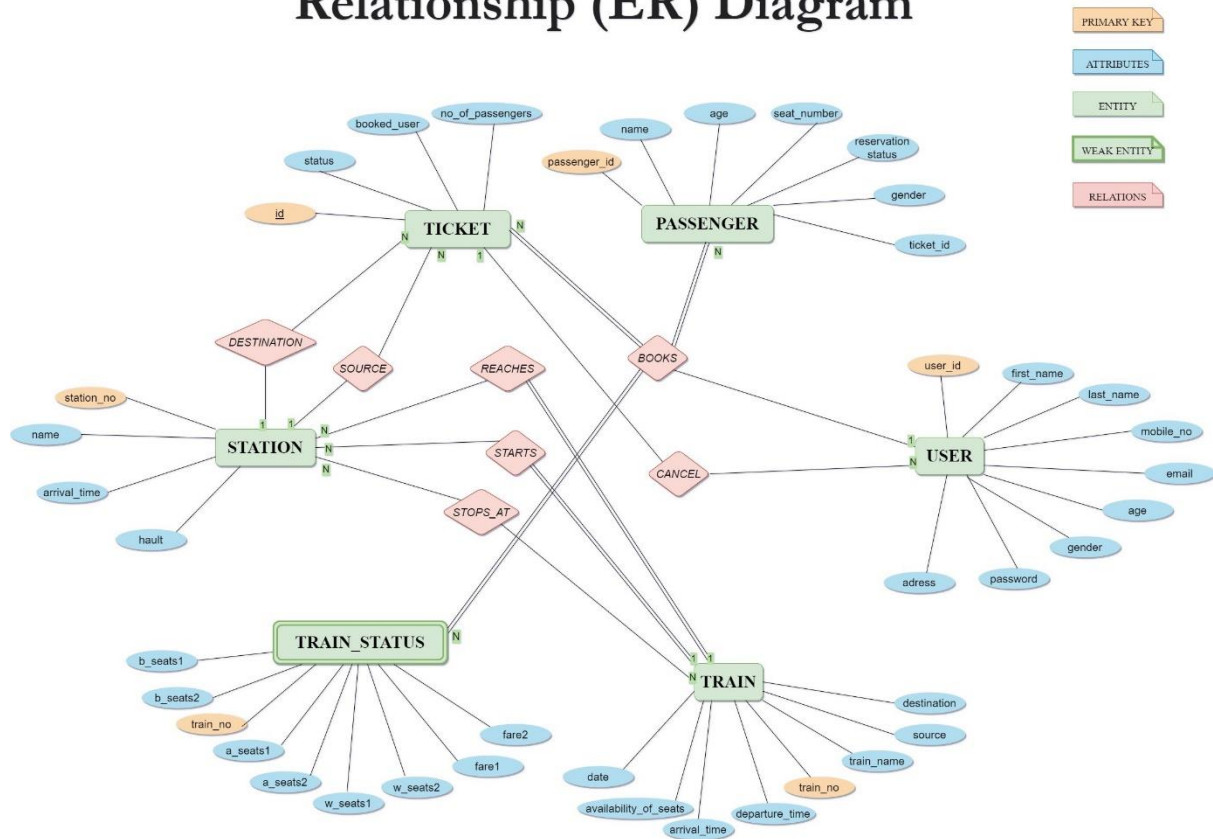 Relationship (ER) Diagram
PRIMARY KEY
ATTRIBUTES
ENTITY
WEAK ENTITY
RELATIONS
no_of_passengers
booked_user
status
id
TICKET
N
N
N
1
age
seat_number
name
reservation
status
passenger_id
gender
PASSENGER
ticket_id
N
DESTINATION
SOURCE
REACHES
BOOKS
STARTS
CANCEL
STOPS_AT
station_no
name
arrival_time
hault
STATION
1
1
N
N
N
user_id
first_name
last_name
mobile_no
email
age
gender
password
adress
USER
1
N
TRAIN_STATUS
N
b_seats1
b_seats2
train_no
a_seats1
a_seats2
w_seats1
w_seats2
fare1
fare2
1
1
N
TRAIN
destination
source
train_name
train_no
departure_time
arrival_time
availability_of_seats
date